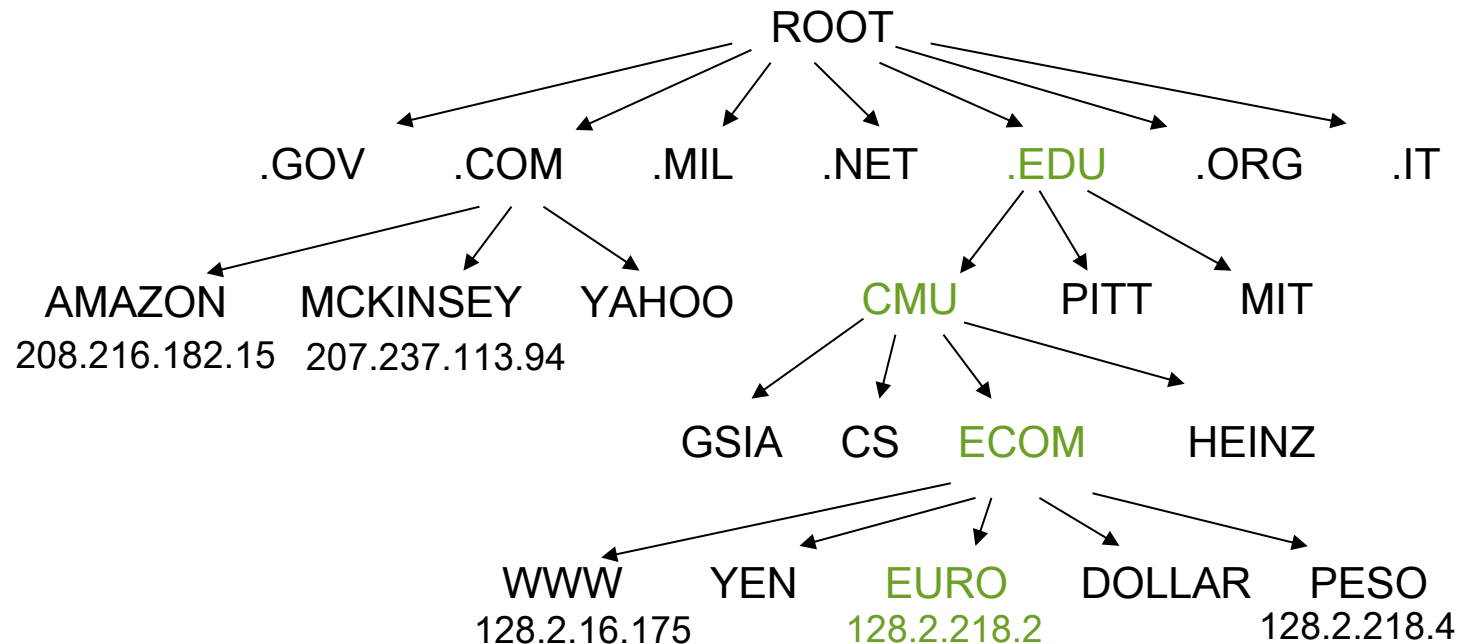 ROOT
.GOV .COM .MIL .NET .EDU .ORG .IT
AMAZON MCKINSEY YAHOO CMU PITT MIT
208.216.182.15 207.237.113.94
GSIA CS ECOM HEINZ
WWW YEN EURO DOLLAR PESO
128.2.16.175 128.2.218.2 128.2.218.4